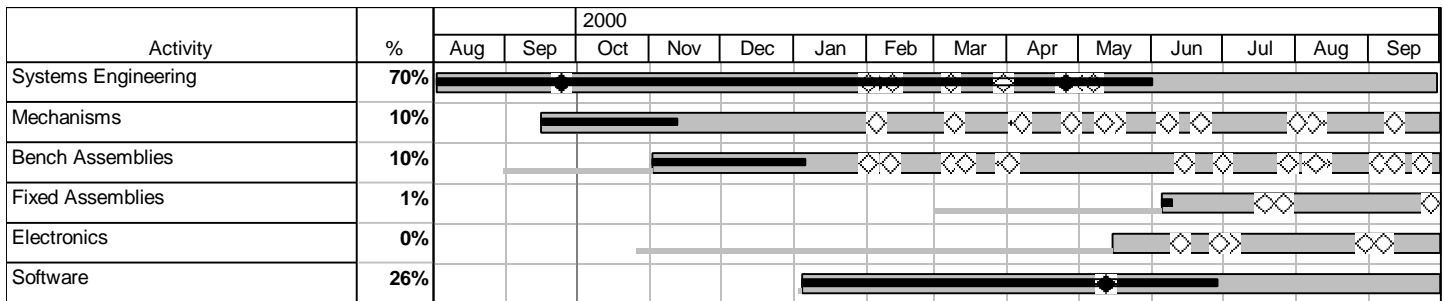 2000
Activity % Aug Sep Oct Nov Dec Jan Feb Mar Apr May Jun Jul Aug Sep
Systems Engineering 70%
Mechanisms 10%
Bench Assemblies 10%
Fixed Assemblies 1%
Electronics 0%
Software 26%